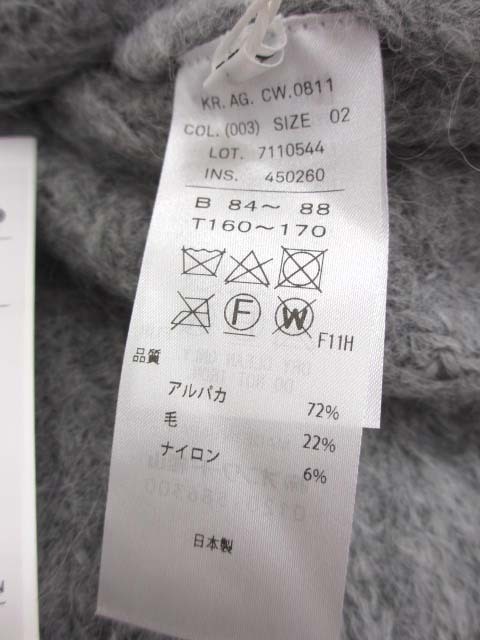 KR. AG. CW.0811
COL. (003) SIZE 02
LOT. 7110544
INS. 450260
B 84～ 88
T160～170
F W F11H
品質
アルパカ 72%
毛 22%
ナイロン 6%
日本製